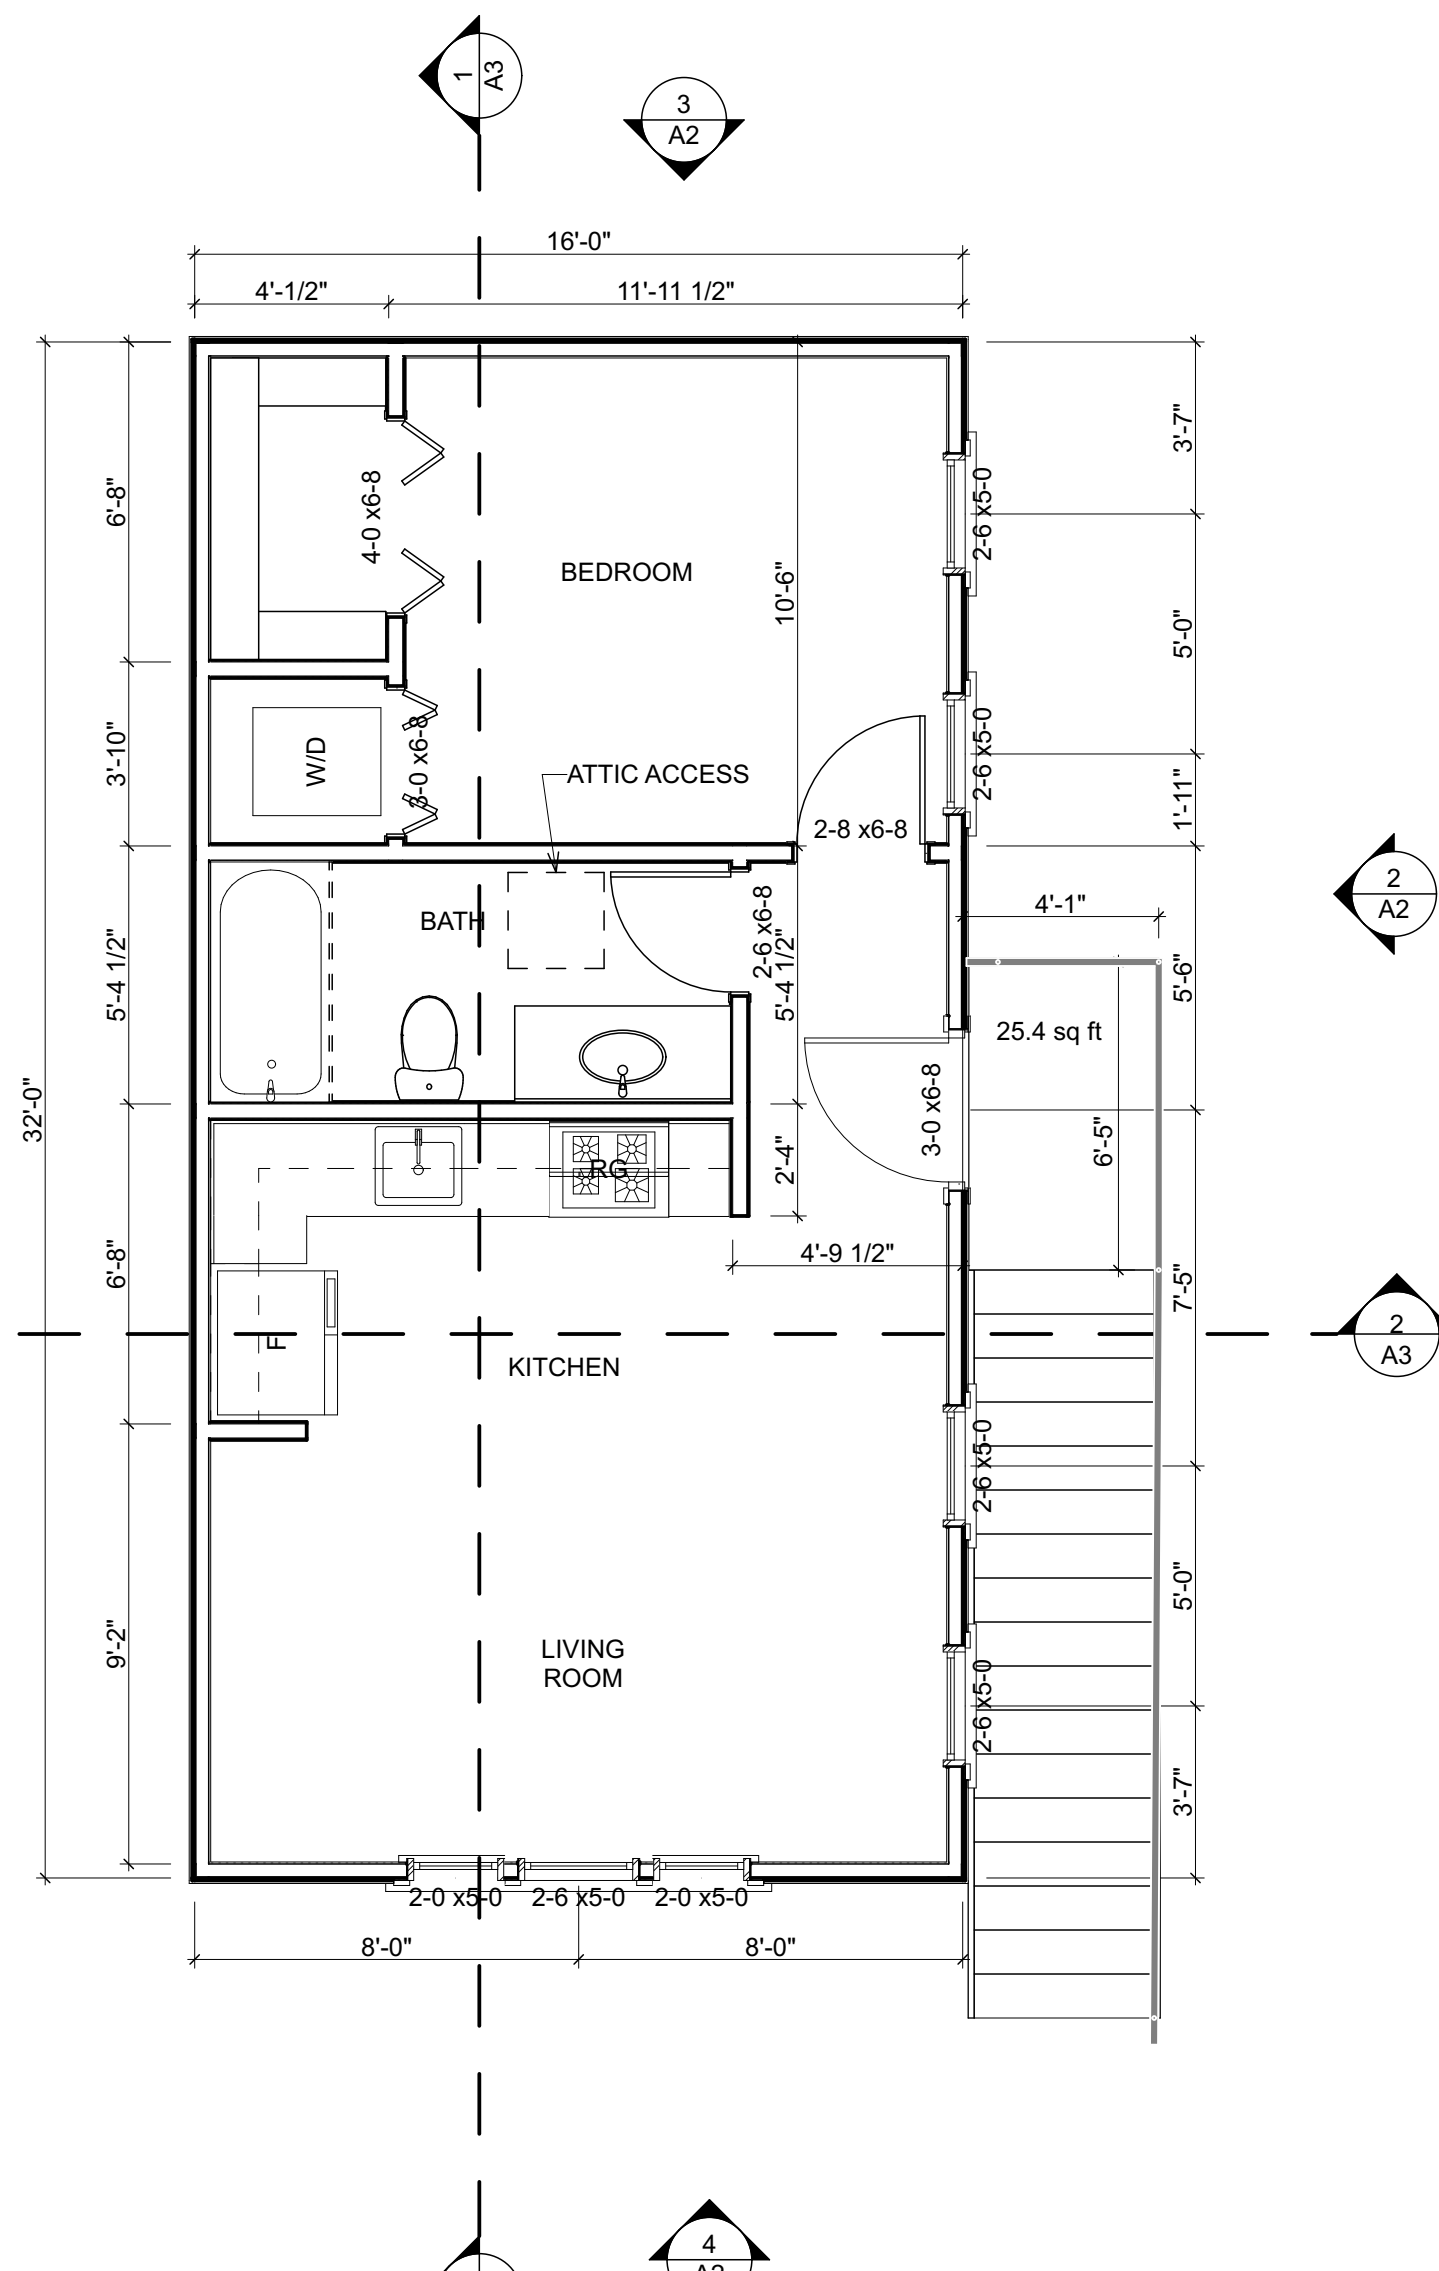 1
A3
3
A2
16'-0"
4'-1/2"
11'-11 1/2"
3'-7"
6'-8"
4-0 x6-8
2-6 x5-0
BEDROOM
10'-6"
5'-0"
3'-10"
W/D
3-0 x6-8
2-6 x5-0
ATTIC ACCESS
1'-11"
2-8 x6-8
2
A2
4'-1"
BATH
2-6 x6-8
5'-4 1/2"
5'-4 1/2"
5'-6"
25.4 sq ft
32'-0"
3-0 x6-8
6'-5"
2'-4"
RG
6'-8"
4'-9 1/2"
7'-5"
F
KITCHEN
2
A3
2-6 x5-0
9'-2"
5'-0"
LIVING
ROOM
2-6 x5-0
3'-7"
2-0 x5-0
2-6 x5-0
2-0 x5-0
8'-0"
8'-0"
4